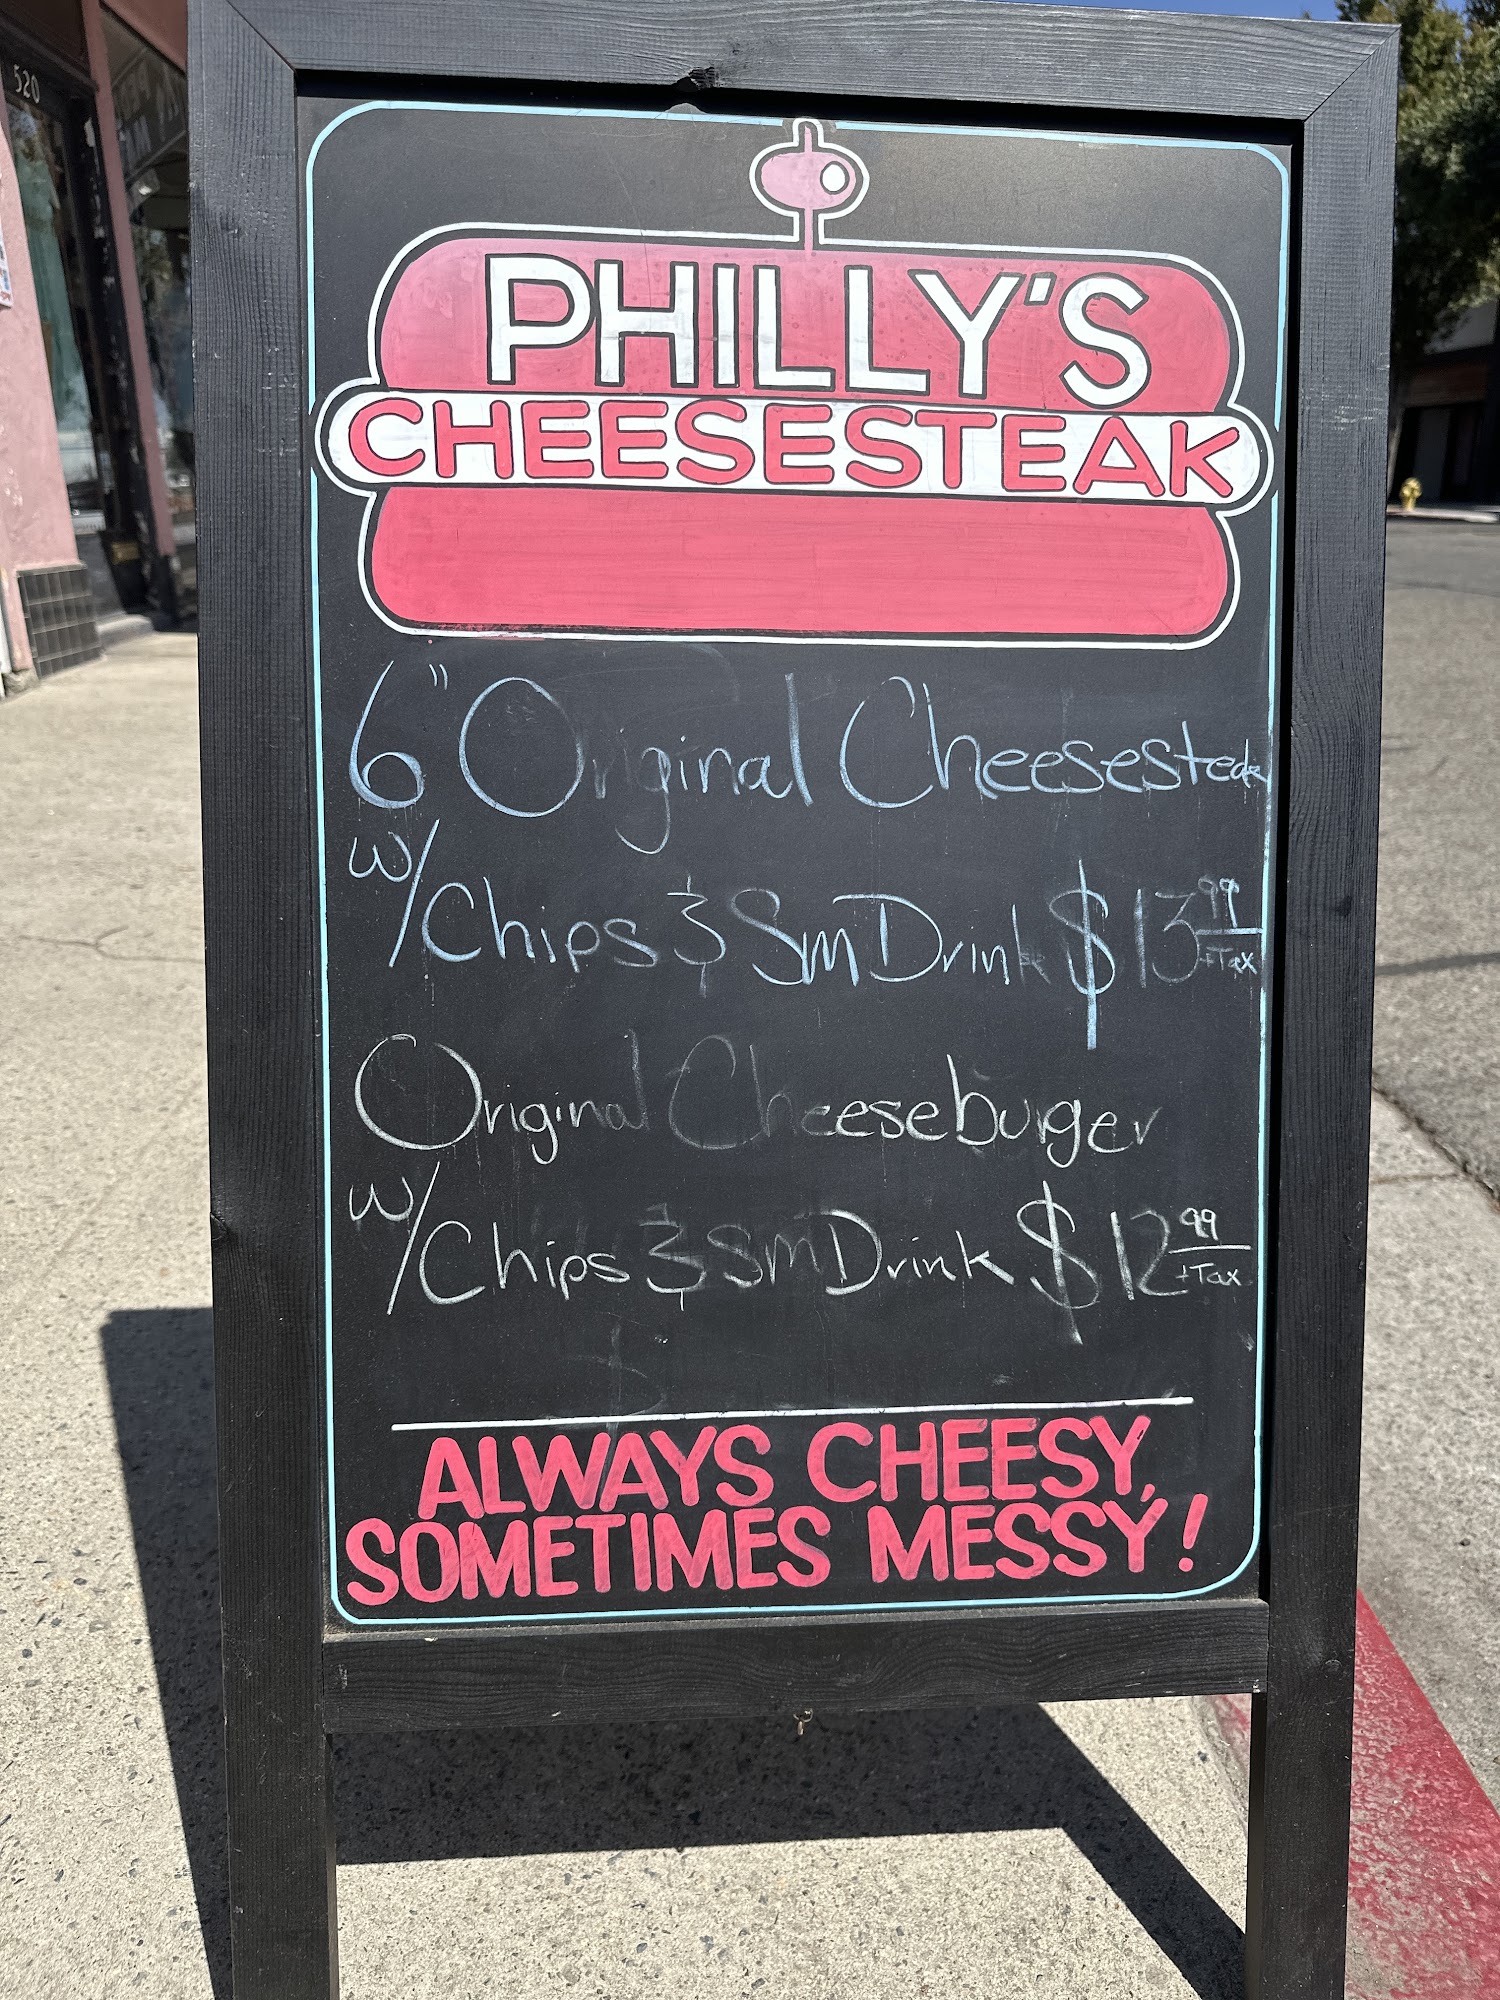 520
PHILLY'S
CHEESESTEAK
6" Original Cheesesteak
w/Chips & Sm Drink $13.99
+Tax
Original Cheeseburger
w/Chips & Sm Drink $12.99
+Tax
ALWAYS CHEESY,
SOMETIMES MESSY!